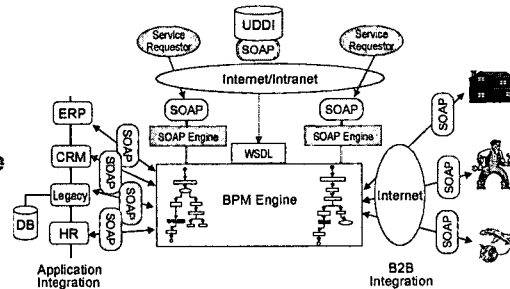 UDDI
SOAP
Service
Requestor
Service
Requestor
Internet/Intranet
SOAP
SOAP
SOAP Engine
WSDL
SOAP Engine
ERP
CRM
Legacy
HR
DB
SOAP
SOAP
SOAP
SOAP
BPM Engine
Internet
SOAP
SOAP
SOAP
Application
Integration
B2B
Integration
e